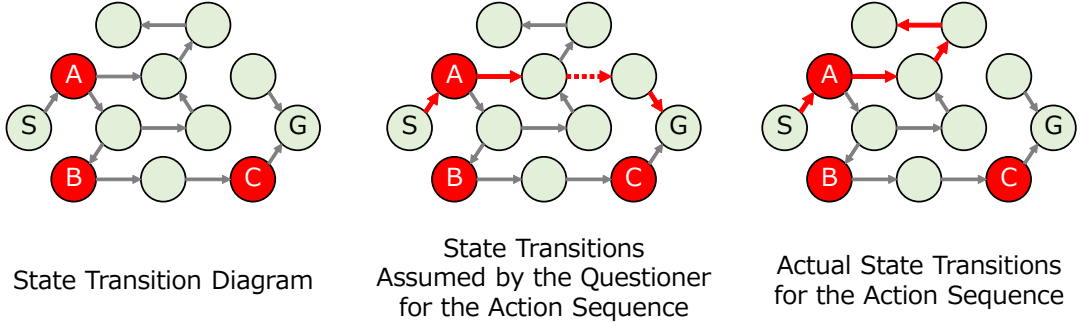 A
S
G
B
C
State Transition Diagram
A
S
G
B
C
State Transitions
Assumed by the Questioner
for the Action Sequence
A
S
G
B
C
Actual State Transitions
for the Action Sequence